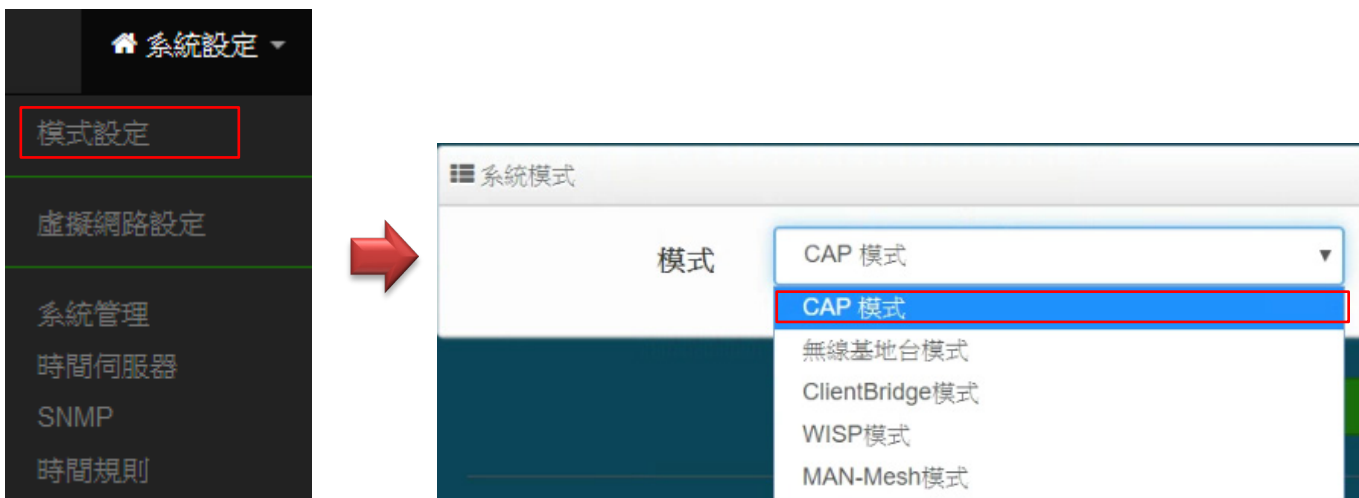 系統設定
模式設定
虛擬網路設定
系統管理
時間伺服器
SNMP
時間規則
系統模式
模式
CAP 模式
CAP 模式
無線基地台模式
ClientBridge模式
WISP模式
MAN-Mesh模式